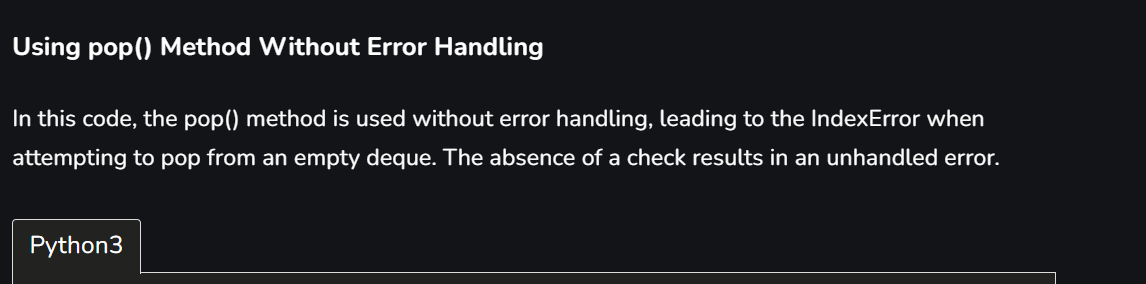 Using pop() Method Without Error Handling
In this code, the pop() method is used without error handling, leading to the IndexError when
attempting to pop from an empty deque. The absence of a check results in an unhandled error.
Python3